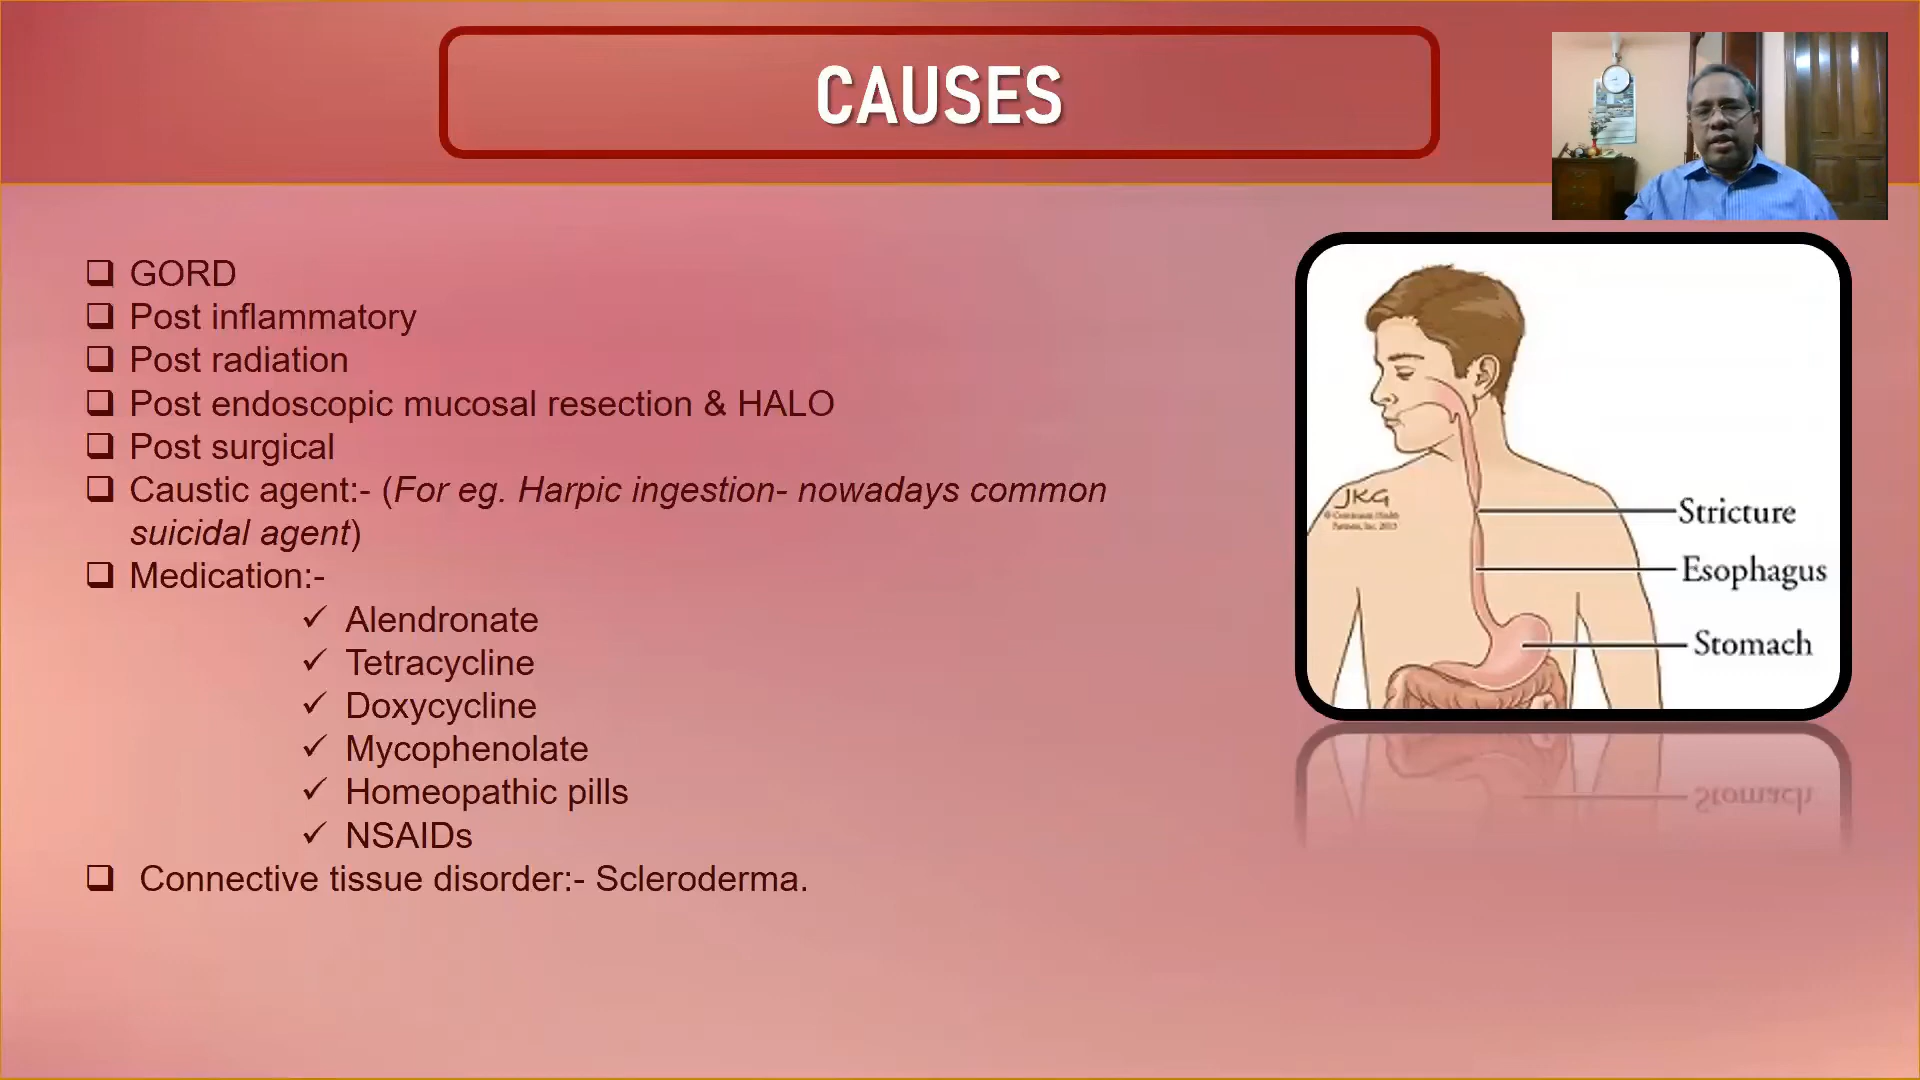 CAUSES
GORD
Post inflammatory
Post radiation
Post endoscopic mucosal resection & HALO
Post surgical
Caustic agent:- (For eg. Harpic ingestion- nowadays common
suicidal agent)
Medication:-
Alendronate
Tetracycline
Doxycycline
Mycophenolate
Homeopathic pills
NSAIDs
Connective tissue disorder:- Scleroderma.
JKG
Stricture
Esophagus
Stomach